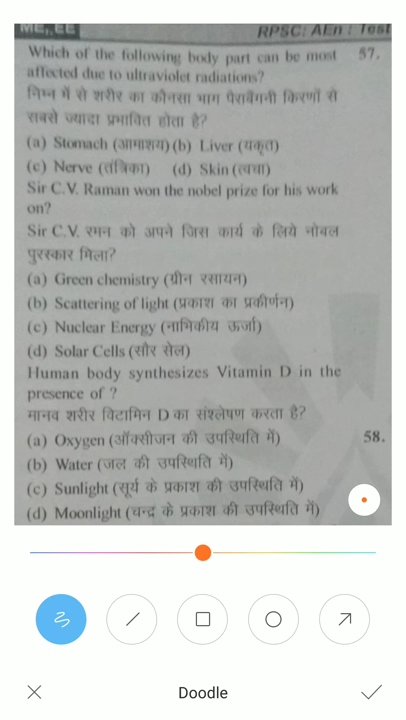 ME, EE
RPSC: AEn : Test
Which of the following body part can be most
57.
affected due to ultraviolet radiations?
निम्न में से शरीर का कौनसा भाग पैराबैंगनी किरणों से
सबसे ज्यादा प्रभावित होता है?
(a) Stomach (आमाशय) (b) Liver (यकृत)
(c) Nerve (तंत्रिका) (d) Skin (त्वचा)
Sir C.V. Raman won the nobel prize for his work
on?
Sir C.V. रमन को अपने जिस कार्य के लिये नोबल
पुरस्कार मिला?
(a) Green chemistry (ग्रीन रसायन)
(b) Scattering of light (प्रकाश का प्रकीर्णन)
(c) Nuclear Energy (नाभिकीय ऊर्जा)
(d) Solar Cells (सौर सेल)
Human body synthesizes Vitamin D in the
presence of ?
मानव शरीर विटामिन D का संश्लेषण करता है?
(a) Oxygen (ऑक्सीजन की उपस्थिति में)
58.
(b) Water (जल की उपस्थिति में)
(c) Sunlight (सूर्य के प्रकाश की उपस्थिति में)
(d) Moonlight (चन्द्र के प्रकाश की उपस्थिति में)
Doodle